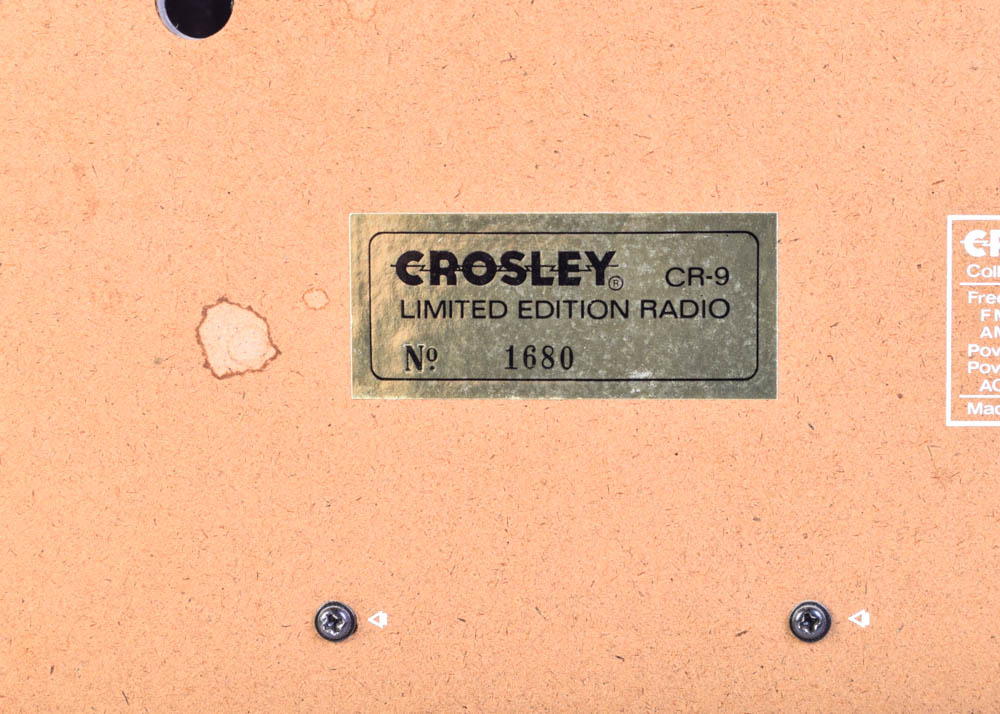 CROSLEY® CR-9
LIMITED EDITION RADIO
Nº 1680